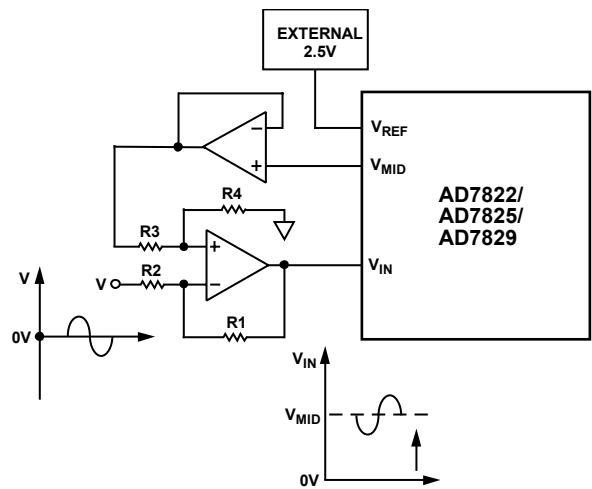 EXTERNAL
2.5V
VREF
VMID
AD7822/
AD7825/
AD7829
R4
R3
R2
V
VIN
R1
V
0V
VIN
VMID
0V